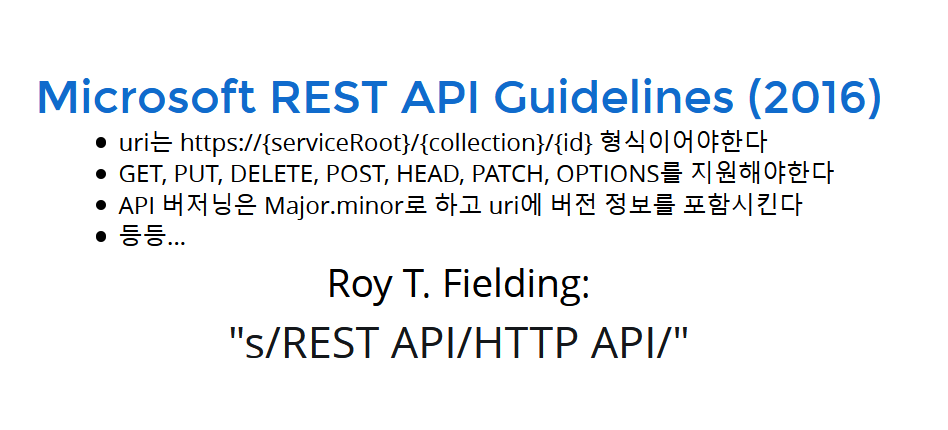 Microsoft REST API Guidelines (2016)
• uri는 https://{serviceRoot}/{collection}/{id} 형식이어야한다
• GET, PUT, DELETE, POST, HEAD, PATCH, OPTIONS를 지원해야한다
• API 버저닝은 Major.minor로 하고 uri에 버전 정보를 포함시킨다
• 등등...
Roy T. Fielding:
"s/REST API/HTTP API/"